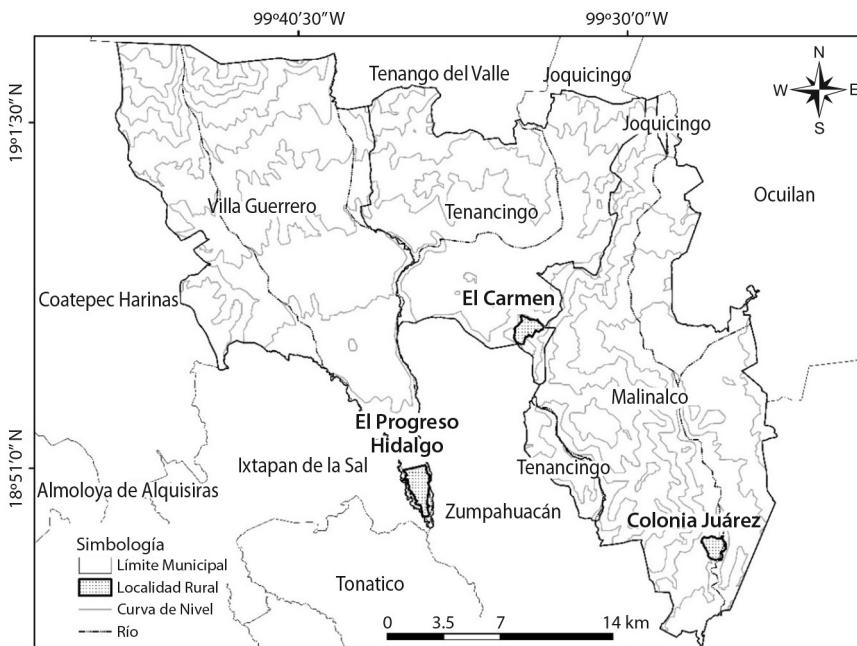 99°40'30"W
99°30'0"W
N
W E
S
19°1'30"N
18°51'0"N
Tenango del Valle
Joquicingo
Joquicingo
Ocuilan
Villa Guerrero
Tenancingo
Coatepec Harinas
El Carmen
Malinalco
El Progreso
Hidalgo
Ixtapan de la Sal
Tenancingo
Almoloya de Alquisiras
Zumpahuacán
Colonia Juárez
Tonatico
Simbología
Límite Municipal
Localidad Rural
Curva de Nivel
Río
0 3.5 7 14 km